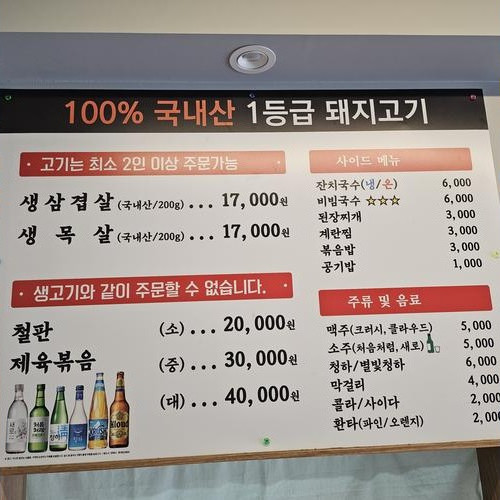 100% 국내산 1등급 돼지고기
· 고기는 최소 2인 이상 주문가능 ·
생삼겹살 (국내산/200g) ... 17,000원
생 목 살 (국내산/200g) ... 17,000원
· 생고기와 같이 주문할 수 없습니다. ·
철판
제육볶음
(소) ... 20,000원
(중) ... 30,000원
(대) ... 40,000원
· 사이드 메뉴 ·
잔치국수(냉/온) 6,000
비빔국수 ☆☆☆ 6,000
된장찌개 3,000
계란찜 3,000
볶음밥 3,000
공기밥 1,000
· 주류 및 음료 ·
맥주(크러시, 클라우드) 5,000
소주(처음처럼, 새로) 5,000
청하/별빛청하 6,000
막걸리 4,000
콜라/사이다 2,000
환타(파인/오렌지) 2,000